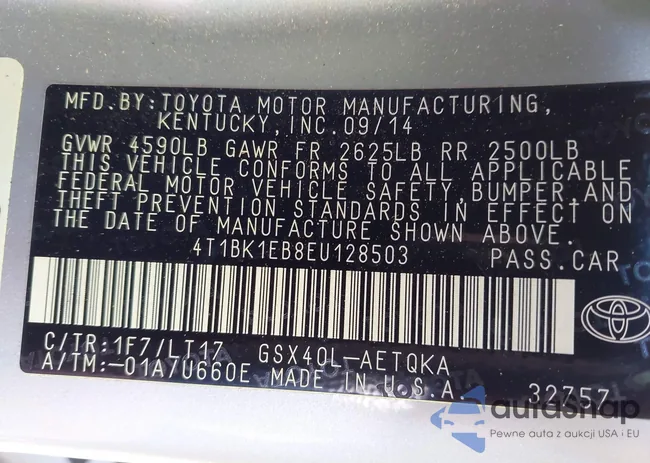 MFD.BY:TOYOTA MOTOR MANUFACTURING,
KENTUCKY,INC.09/14
GVWR 4590LB GAWR FR 2625LB RR 2500LB
THIS VEHICLE CONFORMS TO ALL APPLICABLE
FEDERAL MOTOR VEHICLE SAFETY,BUMPER,AND
THEFT PREVENTION STANDARDS IN EFFECT ON
THE DATE OF MANUFACTURE SHOWN ABOVE.
4T1BK1EB8EU128503 PASS.CAR
C/TR:1F7/LT17 GSX40L-AETQKA
A/TM:-01A/U660E MADE IN U.S.A. 32757
autasnap
Pewne auta z aukcji USA i EU